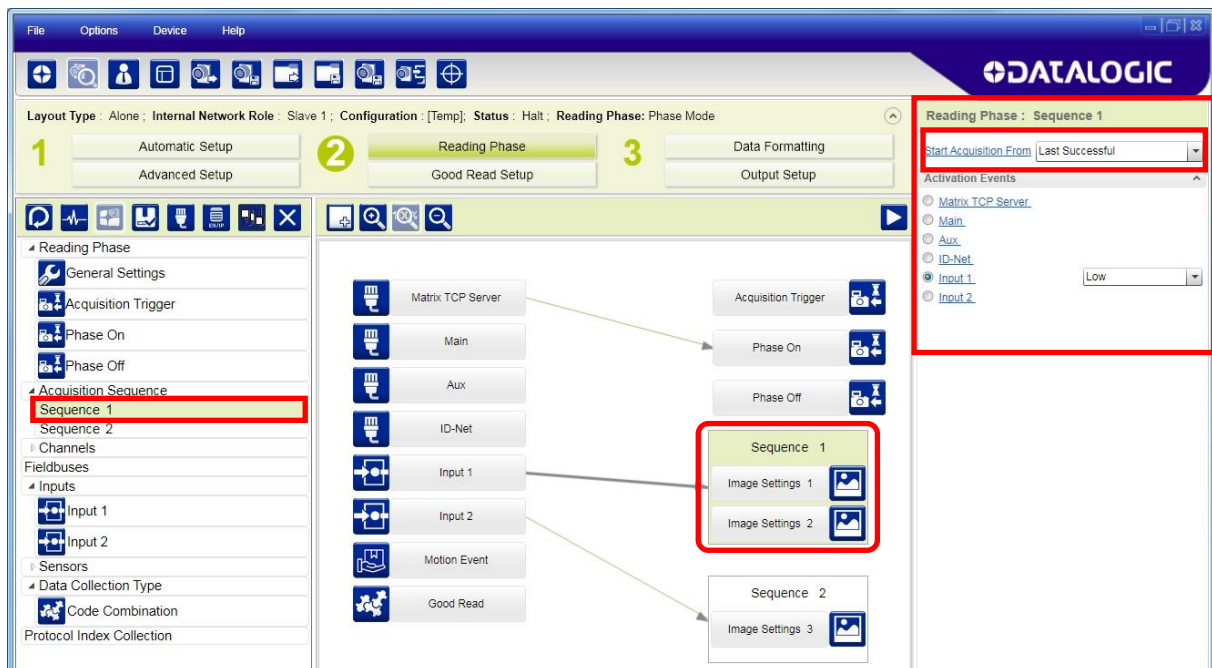 File Options Device Help
DATALOGIC
Layout Type : Alone ; Internal Network Role : Slave 1 ; Configuration : [Temp]; Status : Halt ; Reading Phase: Phase Mode
1 Automatic Setup
Advanced Setup
2 Reading Phase
Good Read Setup
3 Data Formatting
Output Setup
EN/IP
100%
Reading Phase
General Settings
Acquisition Trigger
Phase On
Phase Off
Acquisition Sequence
Sequence 1
Sequence 2
Channels
Fieldbuses
Inputs
Input 1
Input 2
Sensors
Data Collection Type
Code Combination
Protocol Index Collection
Matrix TCP Server
Main
Aux
ID-Net
Input 1
Input 2
Motion Event
Good Read
Acquisition Trigger
Phase On
Phase Off
Sequence 1
Image Settings 1
Image Settings 2
Sequence 2
Image Settings 3
Reading Phase : Sequence 1
Start Acquisition From Last Successful
Activation Events
Matrix TCP Server
Main
Aux
ID-Net
Input 1 Low
Input 2